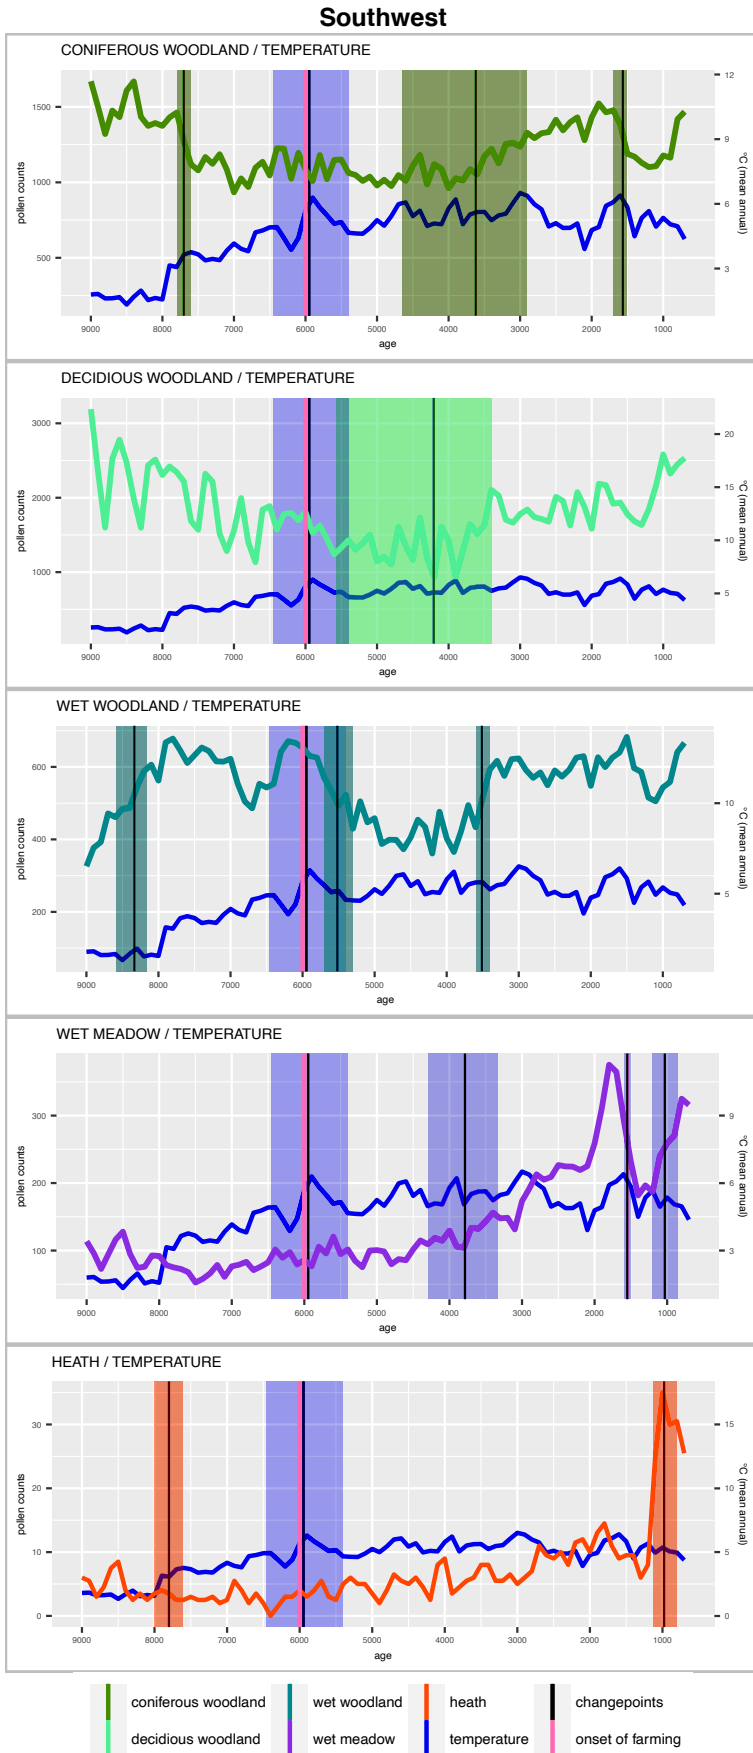 Southwest
CONIFEROUS WOODLAND / TEMPERATURE
1500
1000
500
pollen counts
12
9
6
3
°C (mean annual)
9000 8000 7000 6000 5000 4000 3000 2000 1000
age
DECIDIOUS WOODLAND / TEMPERATURE
3000
2000
1000
pollen counts
20
15
10
5
°C (mean annual)
9000 8000 7000 6000 5000 4000 3000 2000 1000
age
WET WOODLAND / TEMPERATURE
600
400
200
pollen counts
10
5
°C (mean annual)
9000 8000 7000 6000 5000 4000 3000 2000 1000
age
WET MEADOW / TEMPERATURE
300
200
100
pollen counts
9
6
3
°C (mean annual)
9000 8000 7000 6000 5000 4000 3000 2000 1000
age
HEATH / TEMPERATURE
30
20
10
0
pollen counts
15
10
5
0
°C (mean annual)
9000 8000 7000 6000 5000 4000 3000 2000 1000
age
coniferous woodland wet woodland heath changepoints
decidious woodland wet meadow temperature onset of farming